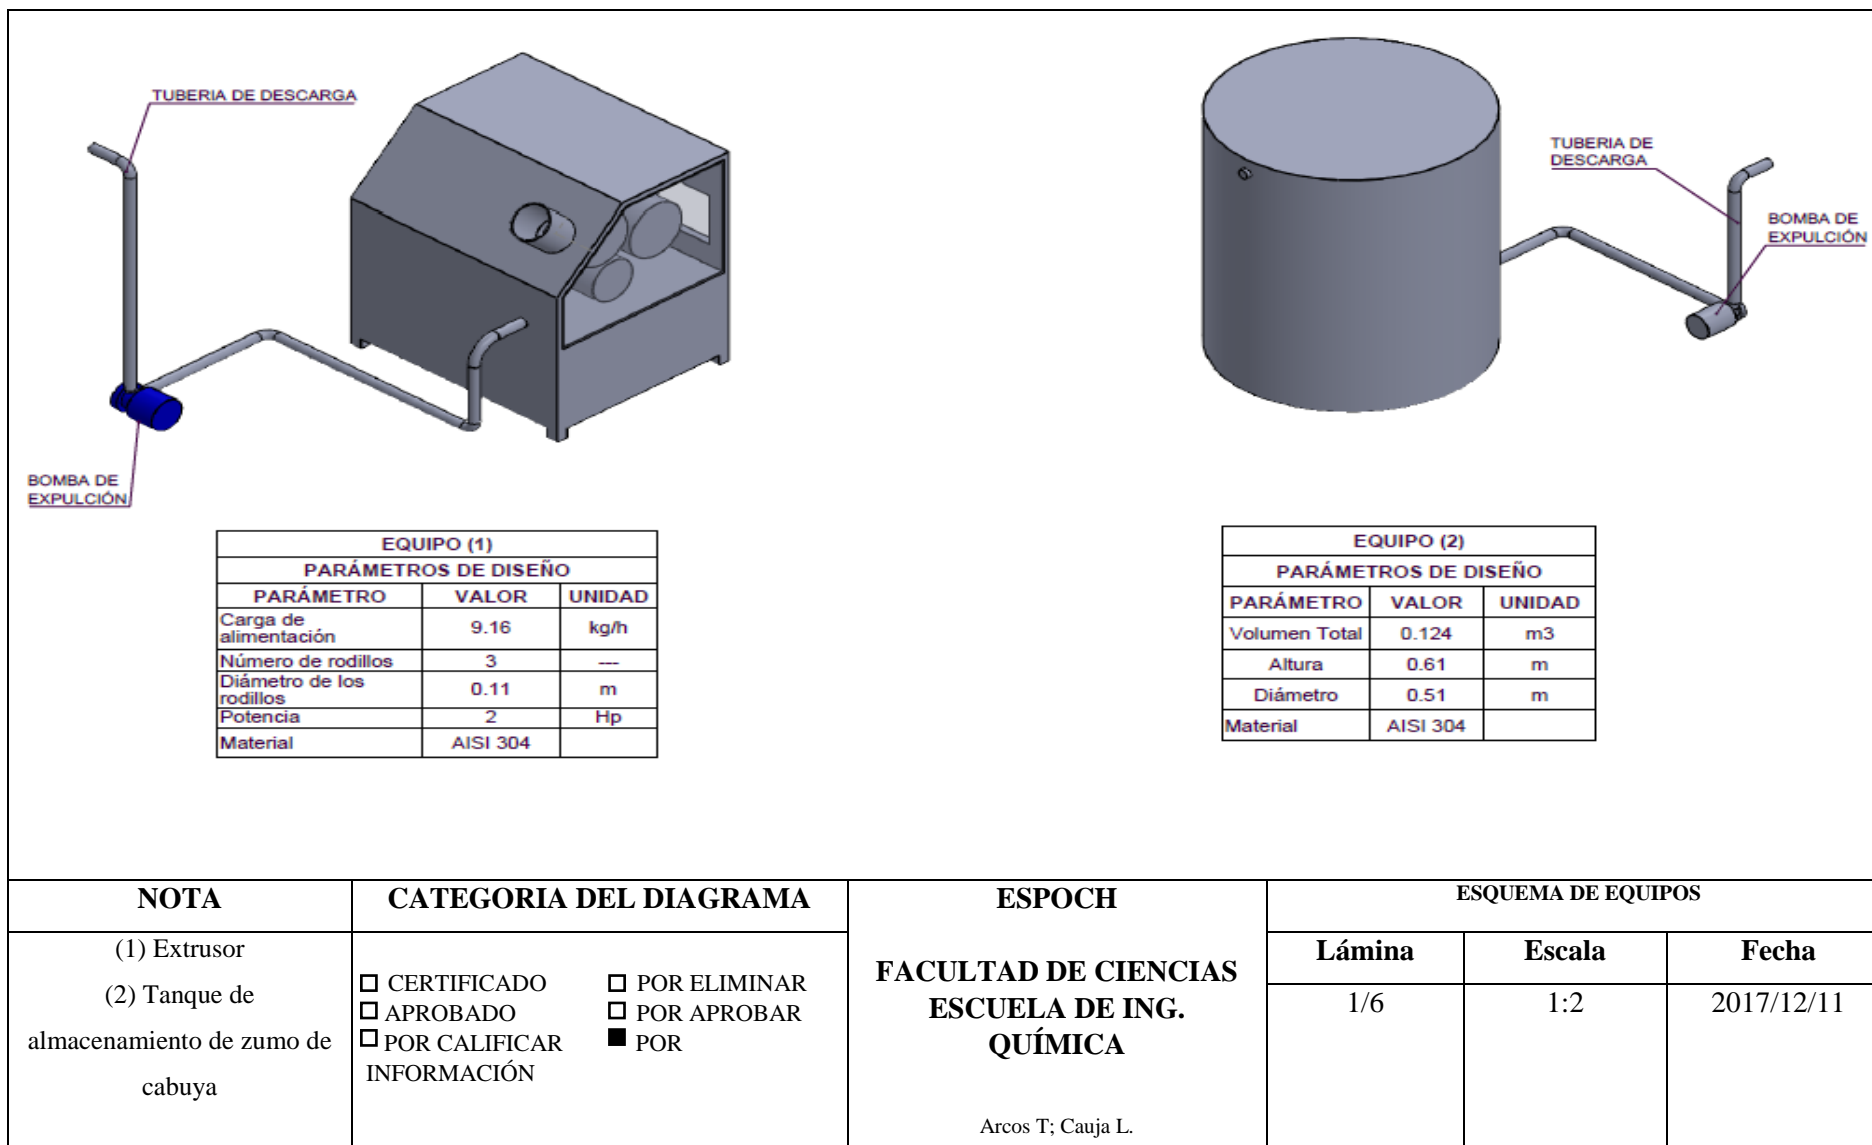 TUBERIA DE DESCARGA
BOMBA DE
EXPULCIÓN
TUBERIA DE
DESCARGA
BOMBA DE
EXPULCIÓN
EQUIPO (1)
PARÁMETROS DE DISEÑO
PARÁMETRO VALOR UNIDAD
Carga de
alimentación 9.16 kg/h
Número de rodillos 3 ---
Diámetro de los
rodillos 0.11 m
Potencia 2 Hp
Material AISI 304
EQUIPO (2)
PARÁMETROS DE DISEÑO
PARÁMETRO VALOR UNIDAD
Volumen Total 0.124 m3
Altura 0.61 m
Diámetro 0.51 m
Material AISI 304
NOTA
(1) Extrusor
(2) Tanque de
almacenamiento de zumo de
cabuya
CATEGORIA DEL DIAGRAMA
CERTIFICADO POR ELIMINAR
APROBADO POR APROBAR
POR CALIFICAR POR
INFORMACIÓN
ESPOCH
FACULTAD DE CIENCIAS
ESCUELA DE ING.
QUÍMICA
Arcos T; Cauja L.
ESQUEMA DE EQUIPOS
Lámina Escala Fecha
1/6 1:2 2017/12/11